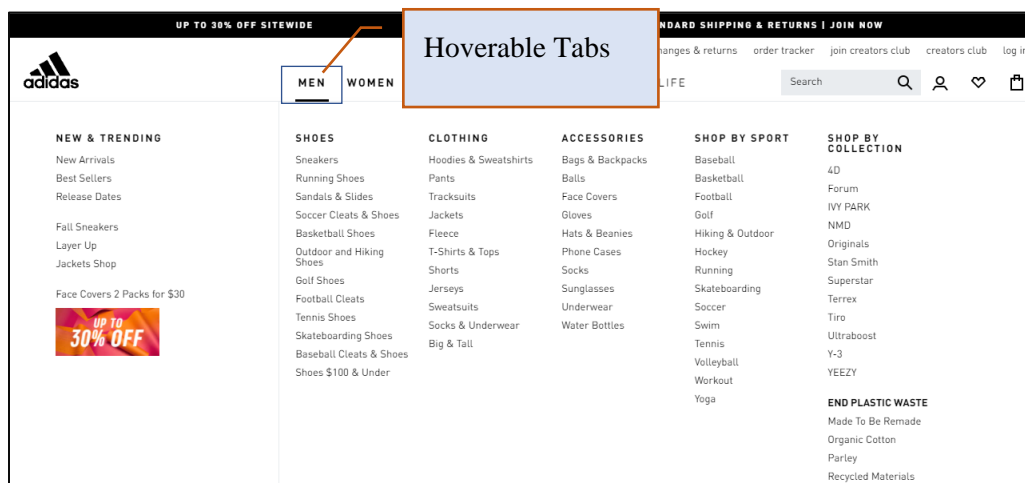 UP TO 30% OFF SITEWIDE
NDARD SHIPPING & RETURNS | JOIN NOW
Hoverable Tabs
changes & returns order tracker join creators club creators club log in
adidas
MEN WOMEN
LIFE
Search
NEW & TRENDING
New Arrivals
Best Sellers
Release Dates
Fall Sneakers
Layer Up
Jackets Shop
Face Covers 2 Packs for $30
UP TO
30% OFF
SHOES
Sneakers
Running Shoes
Sandals & Slides
Soccer Cleats & Shoes
Basketball Shoes
Outdoor and Hiking
Shoes
Golf Shoes
Football Cleats
Tennis Shoes
Skateboarding Shoes
Baseball Cleats & Shoes
Shoes $100 & Under
CLOTHING
Hoodies & Sweatshirts
Pants
Tracksuits
Jackets
Fleece
T-Shirts & Tops
Shorts
Jerseys
Sweatsuits
Socks & Underwear
Big & Tall
ACCESSORIES
Bags & Backpacks
Balls
Face Covers
Gloves
Hats & Beanies
Phone Cases
Socks
Sunglasses
Underwear
Water Bottles
SHOP BY SPORT
Baseball
Basketball
Football
Golf
Hiking & Outdoor
Hockey
Running
Skateboarding
Soccer
Swim
Tennis
Volleyball
Workout
Yoga
SHOP BY
COLLECTION
4D
Forum
IVY PARK
NMD
Originals
Stan Smith
Superstar
Terrex
Tiro
Ultraboost
Y-3
YEEZY
END PLASTIC WASTE
Made To Be Remade
Organic Cotton
Parley
Recycled Materials